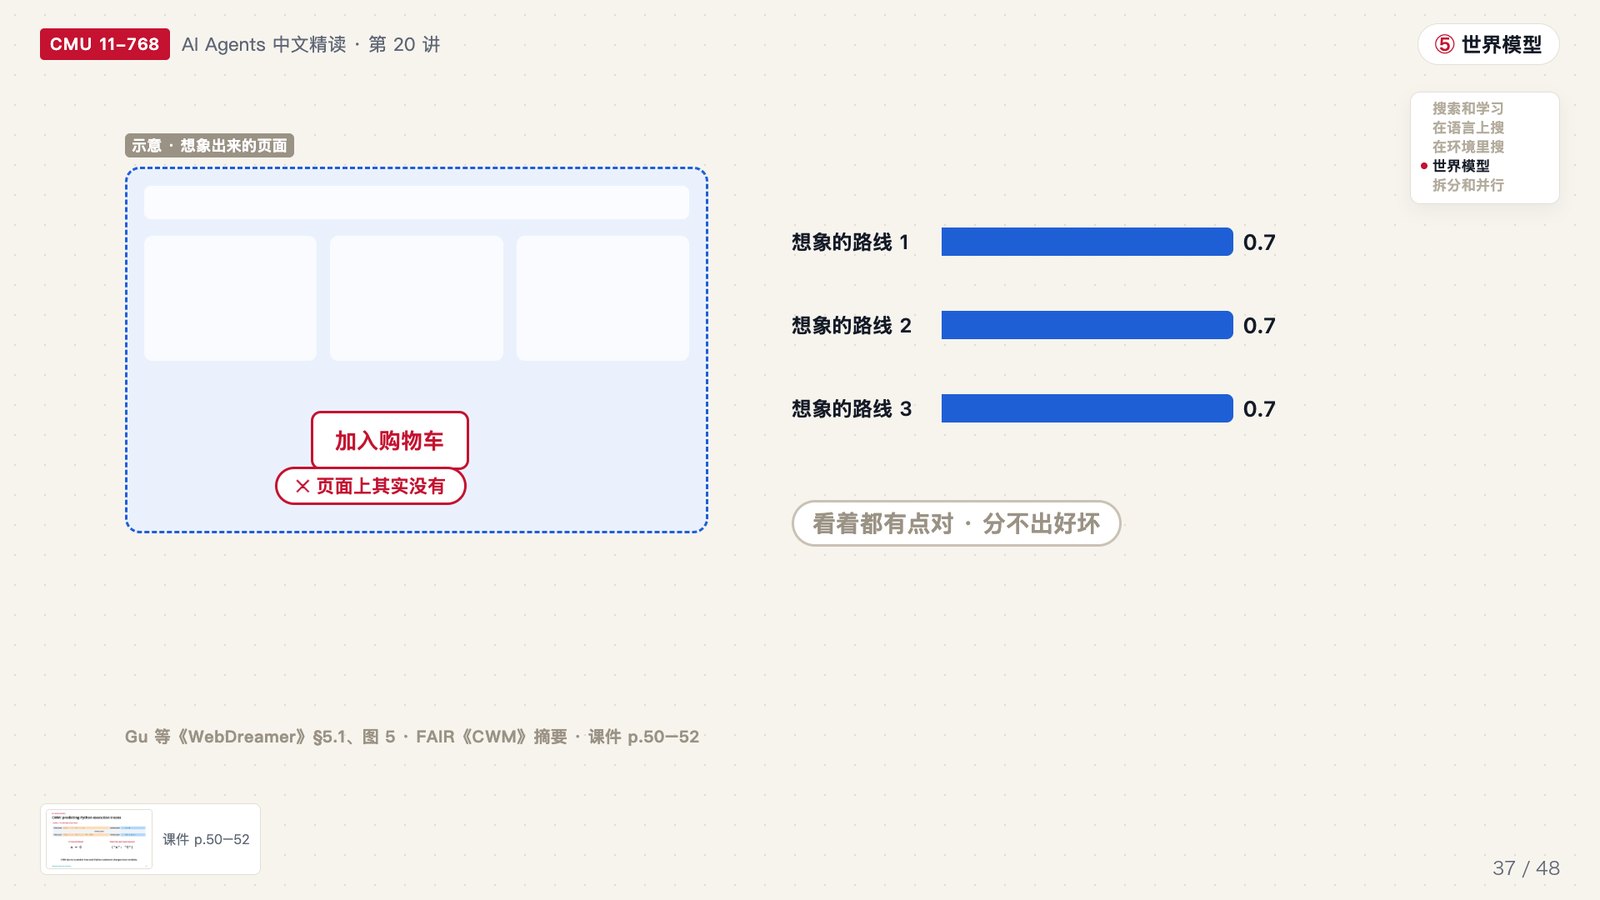 CMU 11-768 AI Agents 中文精读 · 第 20 讲
⑤ 世界模型
搜索和学习
在语言上搜
在环境里搜
世界模型
拆分和并行
示意 · 想象出来的页面
加入购物车
× 页面上其实没有
想象的路线 1 0.7
想象的路线 2 0.7
想象的路线 3 0.7
看着都有点对 · 分不出好坏
Gu 等《WebDreamer》§5.1、图 5 · FAIR《CWM》摘要 · 课件 p.50—52
课件 p.50—52
37 / 48